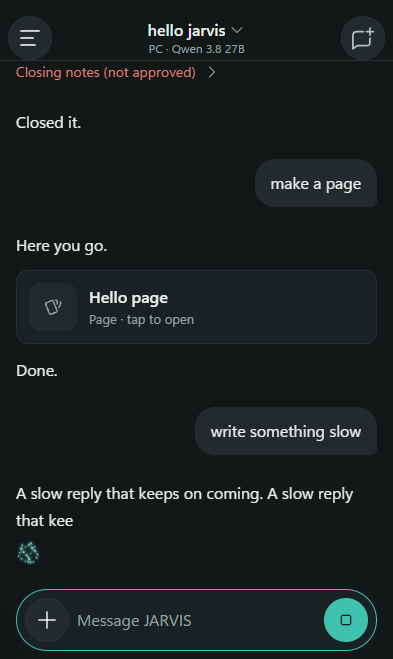 hello jarvis
PC · Qwen 3.8 27B
Closing notes (not approved)
Closed it.
make a page
Here you go.
Hello page
Page · tap to open
Done.
write something slow
A slow reply that keeps on coming. A slow reply
that kee
Message JARVIS